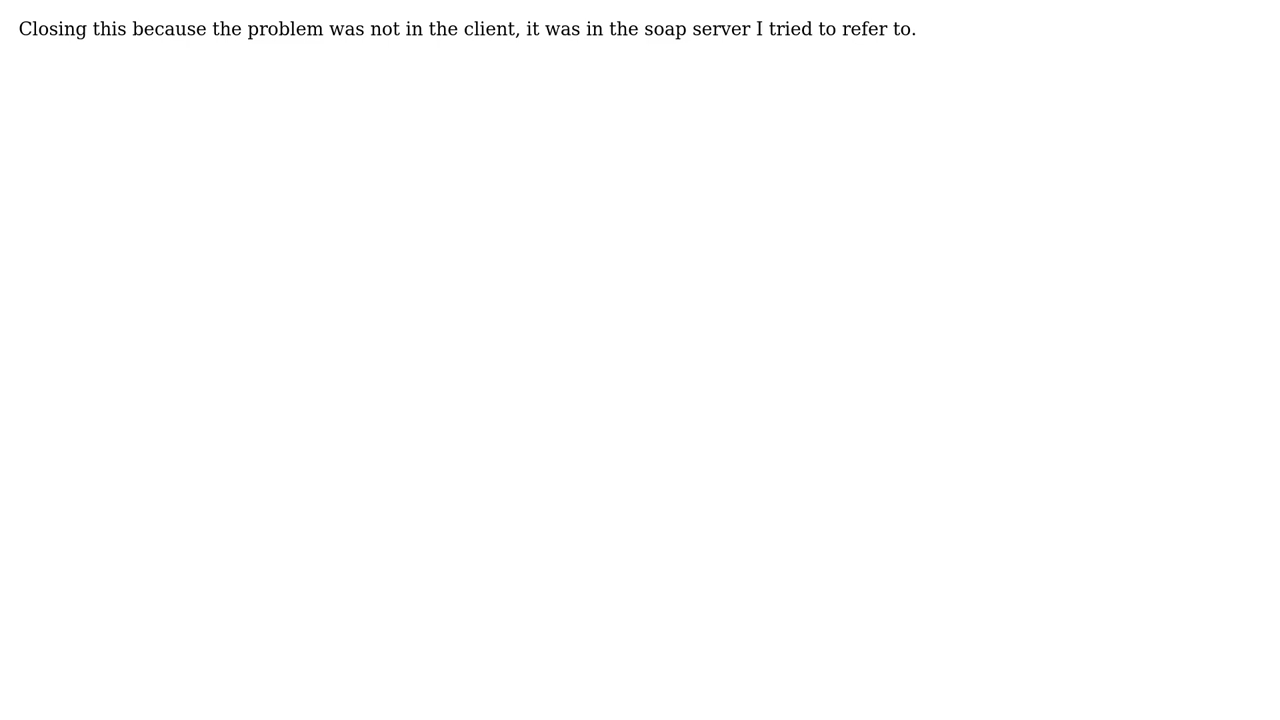 Closing this because the problem was not in the client, it was in the soap server I tried to refer to.